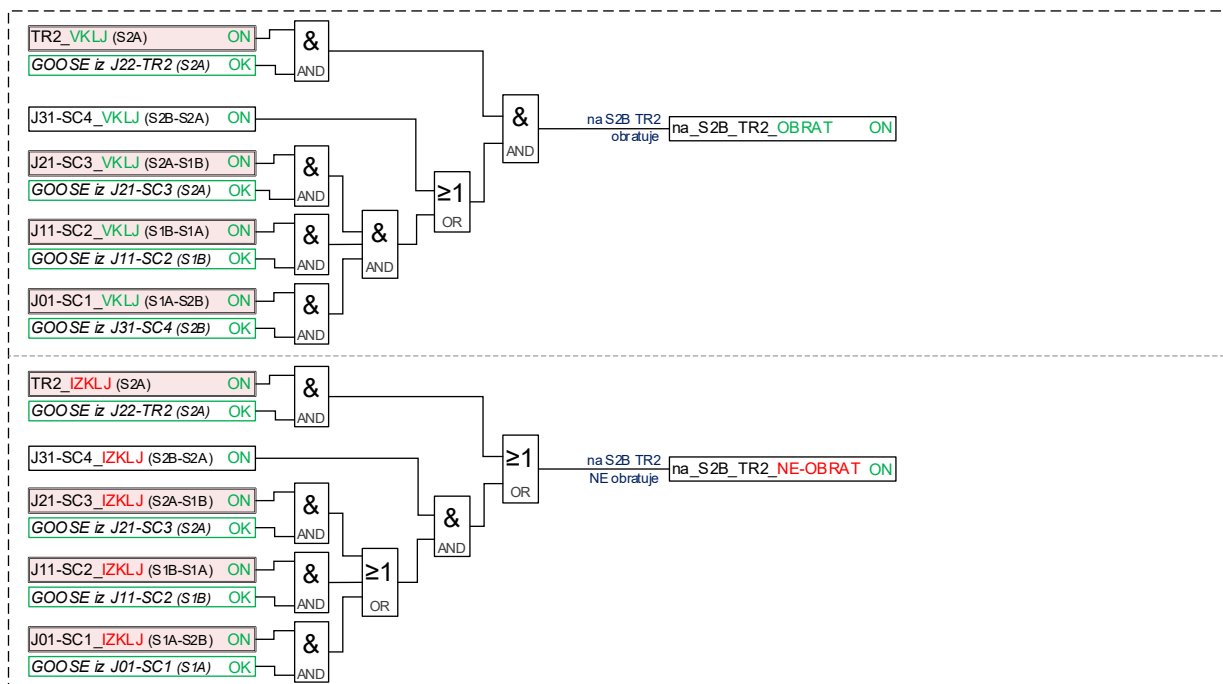 TR2_VKLJ (S2A) ON
&
GOOSE iz J22-TR2 (S2A) OK
AND
J31-SC4_VKLJ (S2B-S2A) ON
&
AND
na S2B TR2
obratuje
na_S2B_TR2_OBRAT ON
J21-SC3_VKLJ (S2A-S1B) ON
&
GOOSE iz J21-SC3 (S2A) OK
AND
≥1
OR
J11-SC2_VKLJ (S1B-S1A) ON
&
GOOSE iz J11-SC2 (S1B) OK
AND
&
AND
J01-SC1_VKLJ (S1A-S2B) ON
&
GOOSE iz J31-SC4 (S2B) OK
AND
TR2_IZKLJ (S2A) ON
&
GOOSE iz J22-TR2 (S2A) OK
AND
J31-SC4_IZKLJ (S2B-S2A) ON
≥1
OR
na S2B TR2
NE obratuje
na_S2B_TR2_NE-OBRAT ON
J21-SC3_IZKLJ (S2A-S1B) ON
&
GOOSE iz J21-SC3 (S2A) OK
AND
&
AND
J11-SC2_IZKLJ (S1B-S1A) ON
&
GOOSE iz J11-SC2 (S1B) OK
AND
≥1
OR
J01-SC1_IZKLJ (S1A-S2B) ON
&
GOOSE iz J01-SC1 (S1A) OK
AND